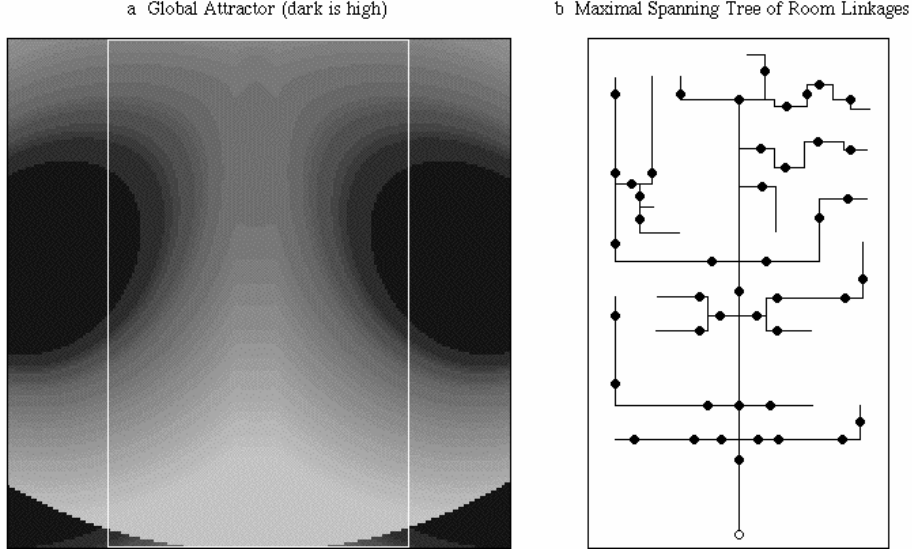 a Global Attractor (dark is high)
b Maximal Spanning Tree of Room Linkages